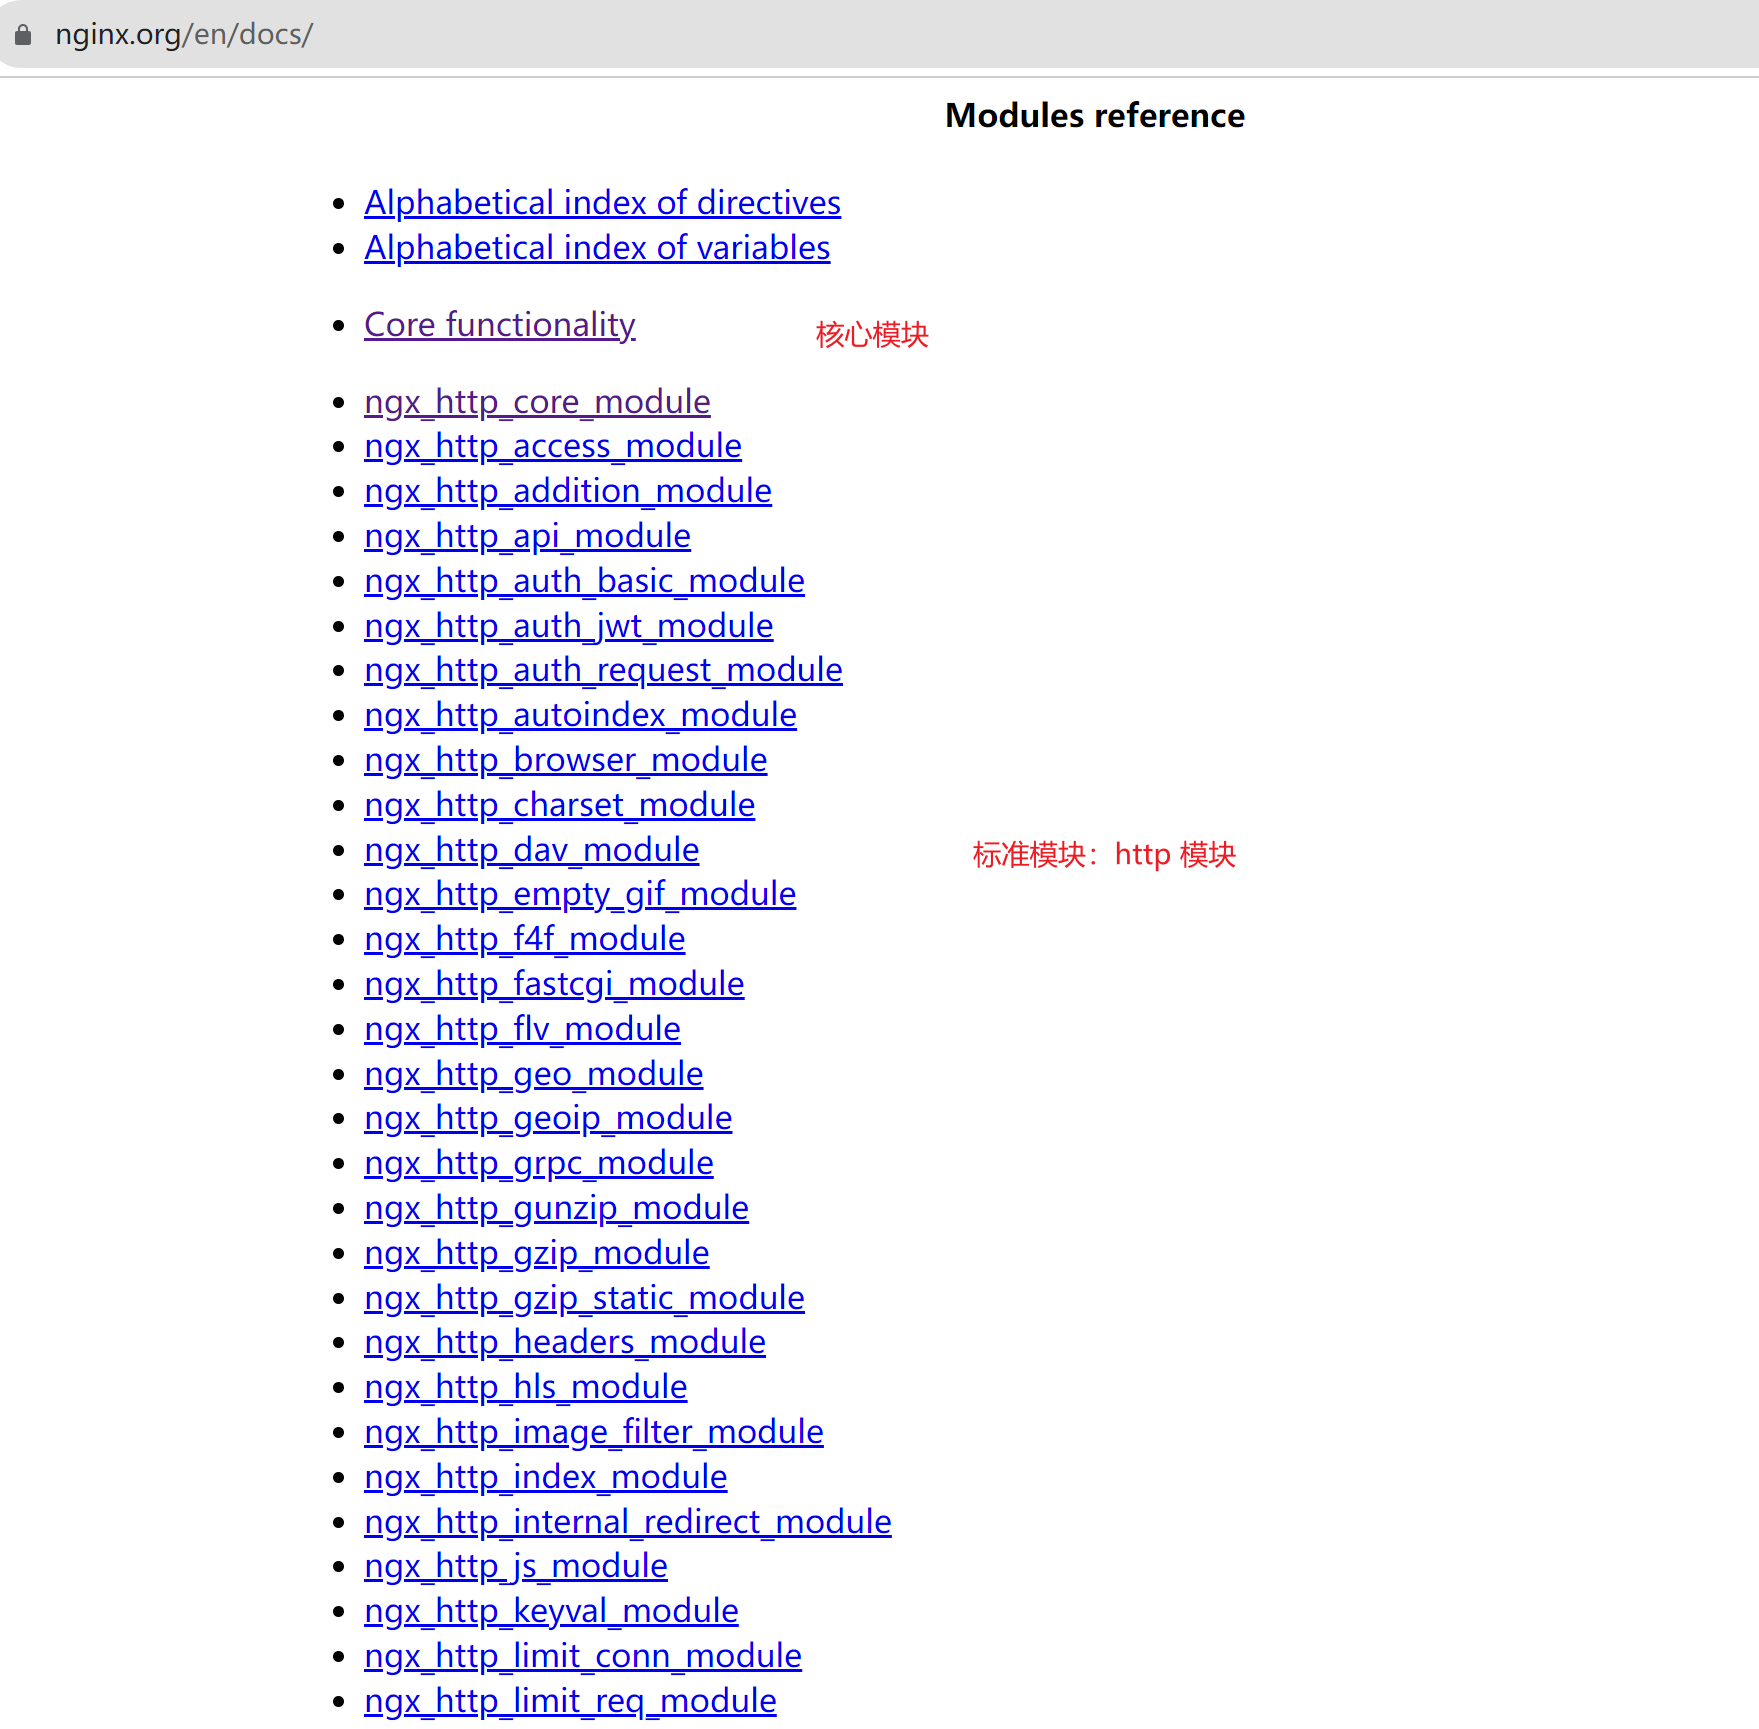 nginx.org/en/docs/
Modules reference
Alphabetical index of directives
Alphabetical index of variables
Core functionality
核心模块
ngx_http_core_module
ngx_http_access_module
ngx_http_addition_module
ngx_http_api_module
ngx_http_auth_basic_module
ngx_http_auth_jwt_module
ngx_http_auth_request_module
ngx_http_autoindex_module
ngx_http_browser_module
ngx_http_charset_module
ngx_http_dav_module
标准模块：http 模块
ngx_http_empty_gif_module
ngx_http_f4f_module
ngx_http_fastcgi_module
ngx_http_flv_module
ngx_http_geo_module
ngx_http_geoip_module
ngx_http_grpc_module
ngx_http_gunzip_module
ngx_http_gzip_module
ngx_http_gzip_static_module
ngx_http_headers_module
ngx_http_hls_module
ngx_http_image_filter_module
ngx_http_index_module
ngx_http_internal_redirect_module
ngx_http_js_module
ngx_http_keyval_module
ngx_http_limit_conn_module
ngx_http_limit_req_module